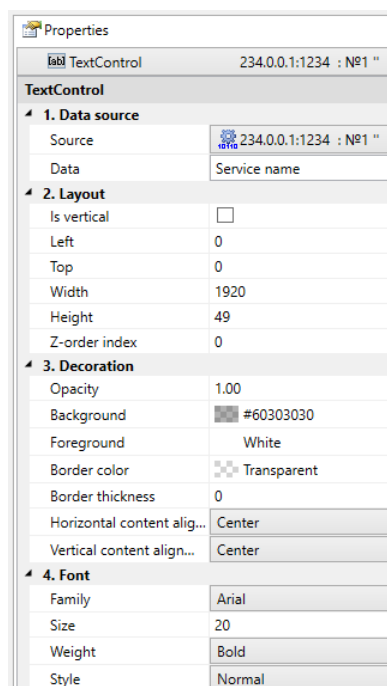 Properties
TextControl 234.0.0.1:1234 : №1 "
TextControl
1. Data source
Source 234.0.0.1:1234 : №1 "
Data Service name
2. Layout
Is vertical
Left 0
Top 0
Width 1920
Height 49
Z-order index 0
3. Decoration
Opacity 1.00
Background #60303030
Foreground White
Border color Transparent
Border thickness 0
Horizontal content alig... Center
Vertical content align... Center
4. Font
Family Arial
Size 20
Weight Bold
Style Normal